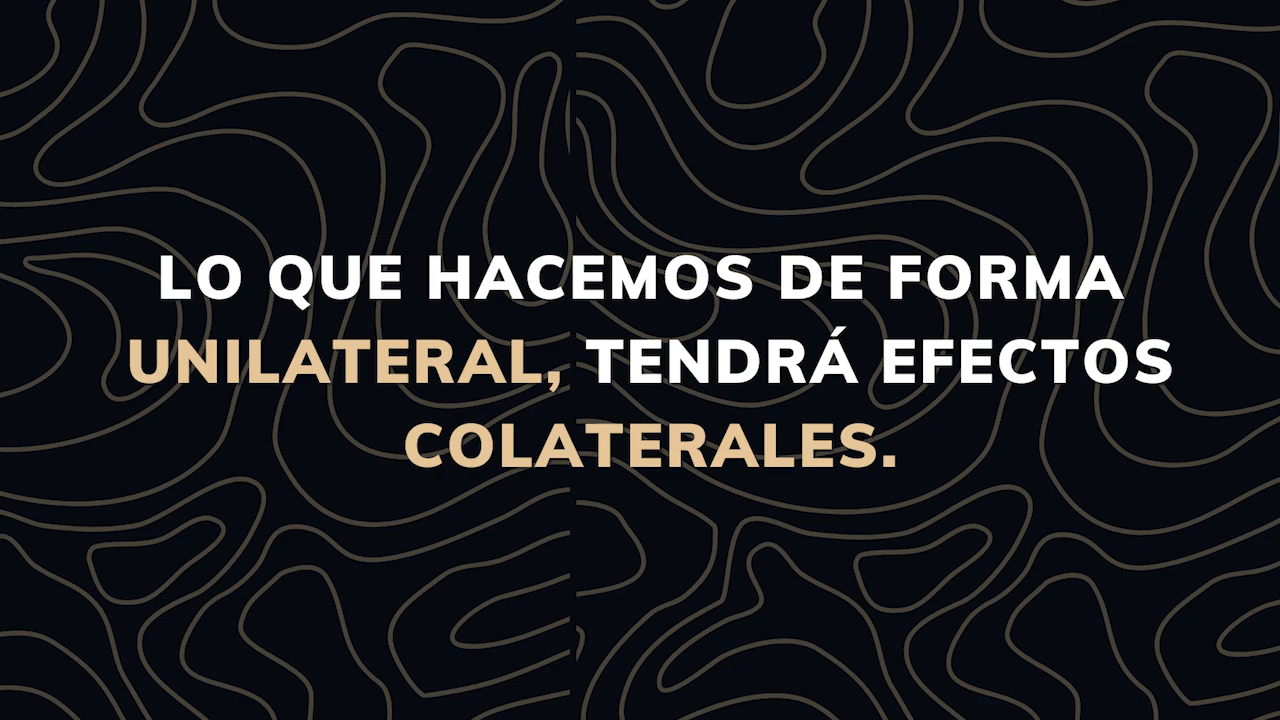 LO QUE HACEMOS DE FORMA
UNILATERAL, TENDRÁ EFECTOS
COLATERALES.